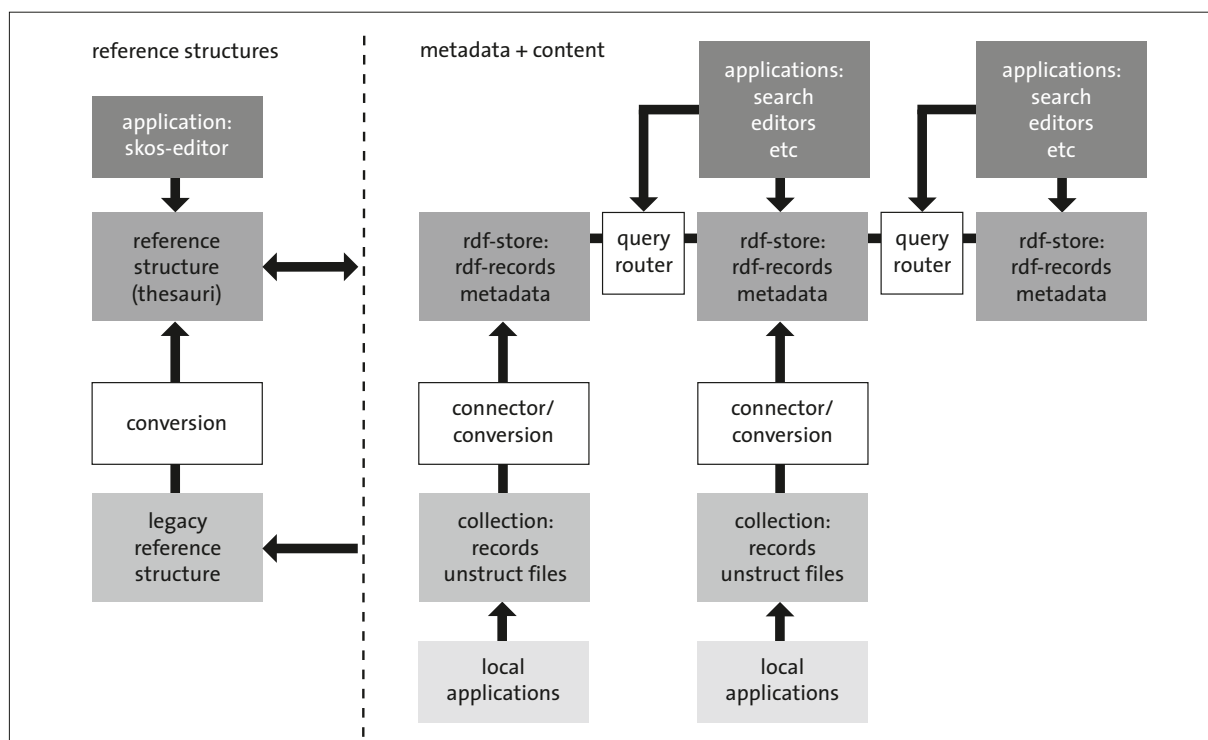 reference structures
metadata + content
application:
skos-editor
reference
structure
(thesauri)
conversion
legacy
reference
structure
applications:
search
editors
etc
applications:
search
editors
etc
rdf-store:
rdf-records
metadata
query
router
rdf-store:
rdf-records
metadata
query
router
rdf-store:
rdf-records
metadata
connector/
conversion
connector/
conversion
collection:
records
unstruct files
collection:
records
unstruct files
local
applications
local
applications